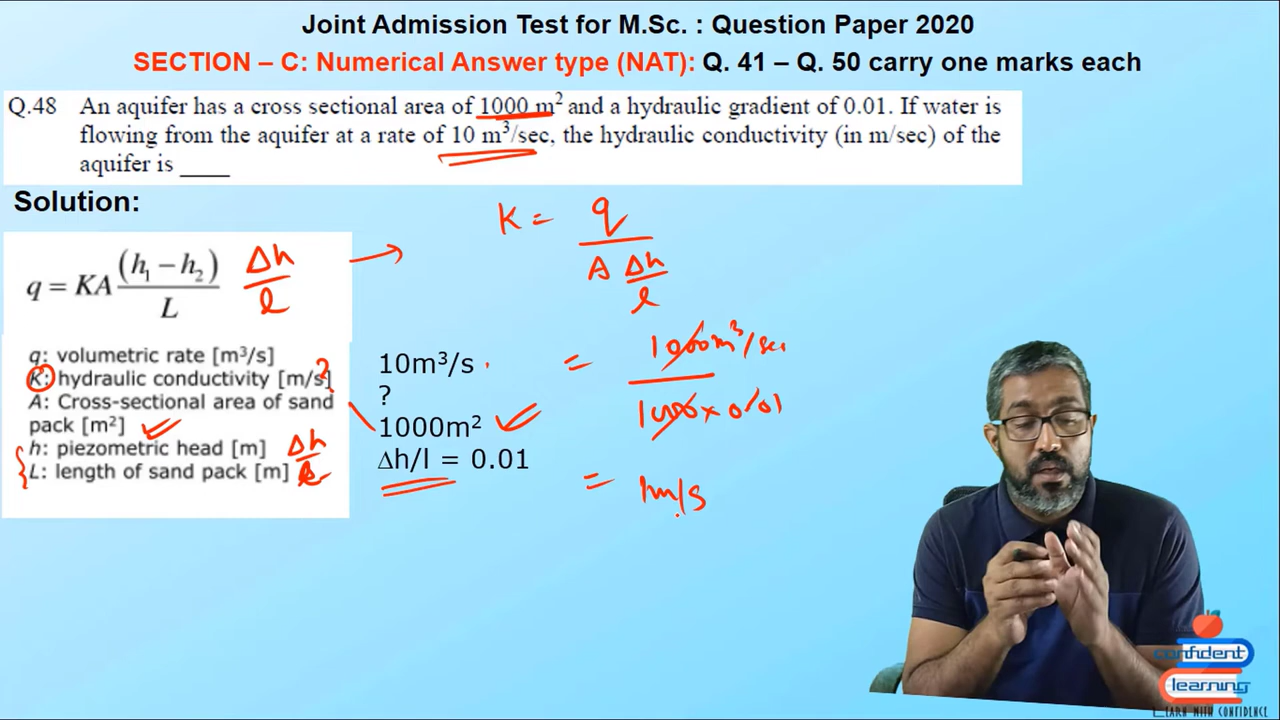 Joint Admission Test for M.Sc. : Question Paper 2020
SECTION – C: Numerical Answer type (NAT): Q. 41 – Q. 50 carry one marks each
Q.48 An aquifer has a cross sectional area of 1000 m² and a hydraulic gradient of 0.01. If water is
flowing from the aquifer at a rate of 10 m³/sec, the hydraulic conductivity (in m/sec) of the
aquifer is ____
Solution:
q = KA (h₁ – h₂) / L Δh / l
K = q / A Δh / l
q: volumetric rate [m³/s] 10m³/s
K: hydraulic conductivity [m/s] ? ?
A: Cross-sectional area of sand
pack [m²] 1000m²
h: piezometric head [m] Δh
L: length of sand pack [m] l Δh/l = 0.01
= 1000m³/sec / 1000 x 0.01
= 1m/s
confident
learning
LEARN WITH CONFIDENCE